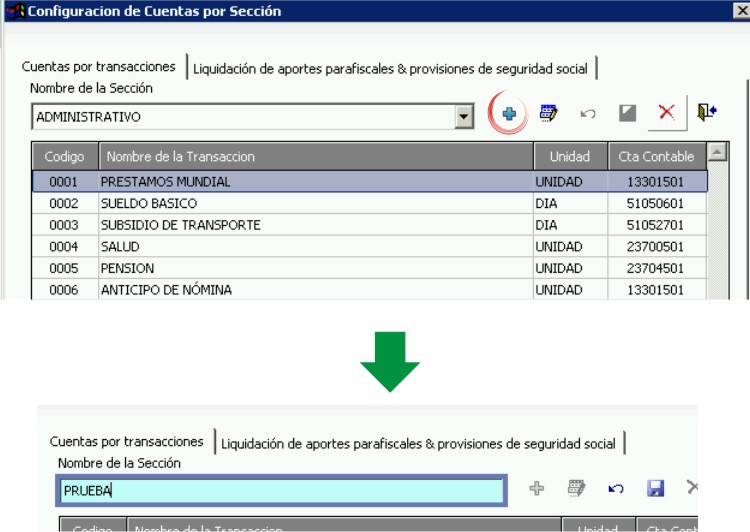 Configuracion de Cuentas por Sección
Cuentas por transacciones Liquidación de aportes parafiscales & provisiones de seguridad social
Nombre de la Sección
ADMINISTRATIVO
Codigo Nombre de la Transaccion Unidad Cta Contable
0001 PRESTAMOS MUNDIAL UNIDAD 13301501
0002 SUELDO BASICO DIA 51050601
0003 SUBSIDIO DE TRANSPORTE DIA 51052701
0004 SALUD UNIDAD 23700501
0005 PENSION UNIDAD 23704501
0006 ANTICIPO DE NÓMINA UNIDAD 13301501
Cuentas por transacciones Liquidación de aportes parafiscales & provisiones de seguridad social
Nombre de la Sección
PRUEBA
Codigo Nombre de la Transaccion Unidad Cta Cont